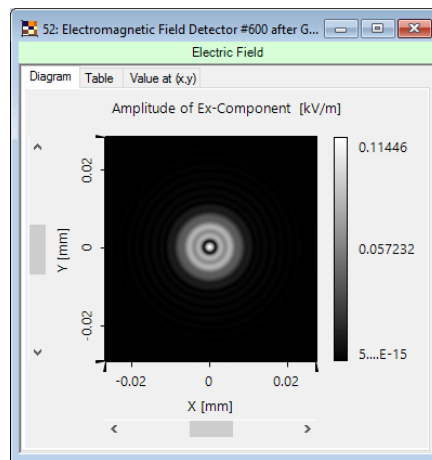 52: Electromagnetic Field Detector #600 after G...
Electric Field
Diagram Table Value at (x,y)
Amplitude of Ex-Component [kV/m]
0.02
0
-0.02
Y [mm]
-0.02 0 0.02
X [mm]
0.11446
0.057232
5....E-15